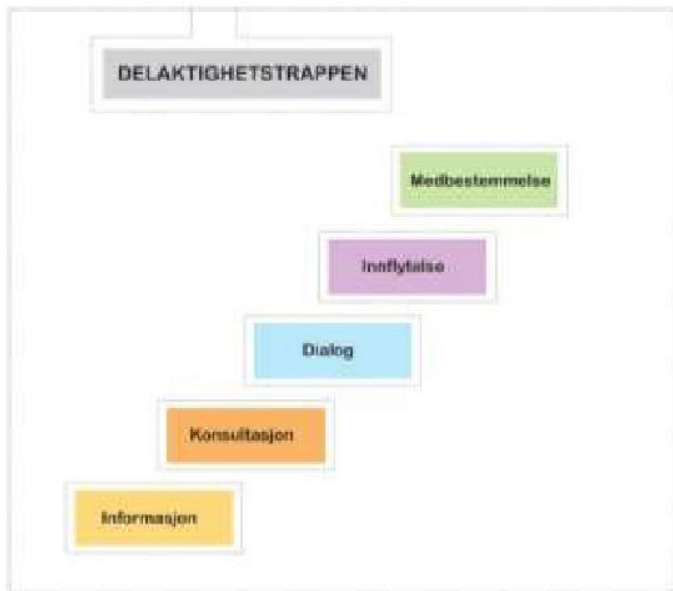 DELAKTIGHETSTRAPPEN
Medbestemmelse
Innflytelse
Dialog
Konsultasjon
Informasjon